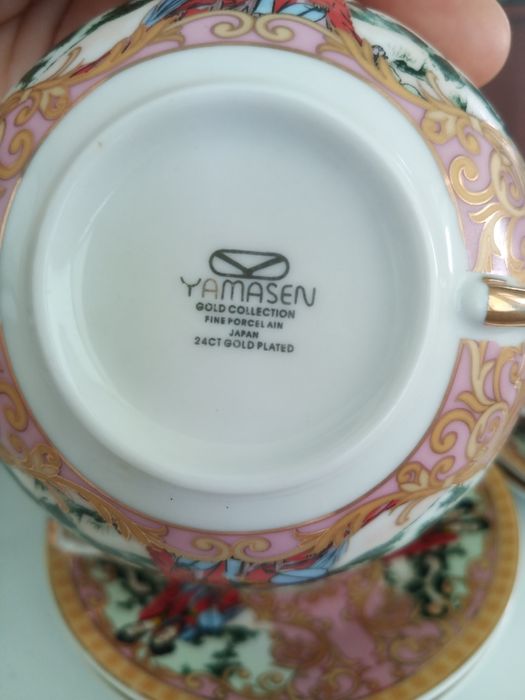 YAMASEN
GOLD COLLECTION
FINE PORCELAIN
JAPAN
24CT GOLD PLATED